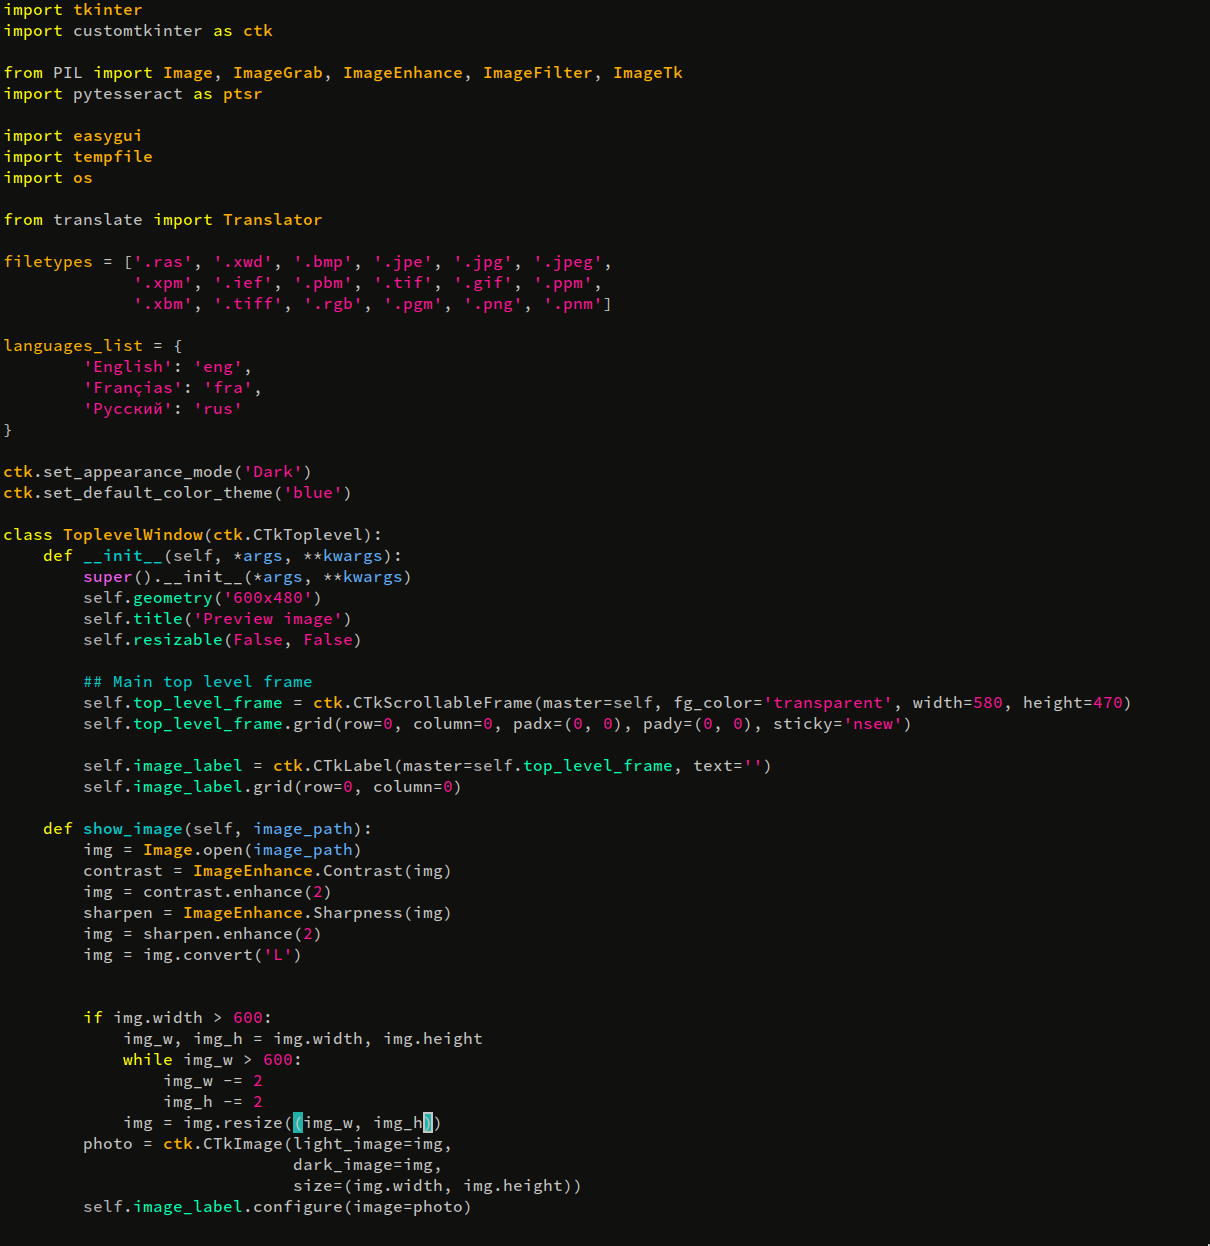 import tkinter
import customtkinter as ctk

from PIL import Image, ImageGrab, ImageEnhance, ImageFilter, ImageTk
import pytesseract as ptsr

import easygui
import tempfile
import os

from translate import Translator

filetypes = ['.ras', '.xwd', '.bmp', '.jpe', '.jpg', '.jpeg',
             '.xpm', '.ief', '.pbm', '.tif', '.gif', '.ppm',
             '.xbm', '.tiff', '.rgb', '.pgm', '.png', '.pnm']

languages_list = {
        'English': 'eng',
        'Françias': 'fra',
        'Русский': 'rus'
}

ctk.set_appearance_mode('Dark')
ctk.set_default_color_theme('blue')

class ToplevelWindow(ctk.CTkToplevel):
    def __init__(self, *args, **kwargs):
        super().__init__(*args, **kwargs)
        self.geometry('600x480')
        self.title('Preview image')
        self.resizable(False, False)

        ## Main top level frame
        self.top_level_frame = ctk.CTkScrollableFrame(master=self, fg_color='transparent', width=580, height=470)
        self.top_level_frame.grid(row=0, column=0, padx=(0, 0), pady=(0, 0), sticky='nsew')

        self.image_label = ctk.CTkLabel(master=self.top_level_frame, text='')
        self.image_label.grid(row=0, column=0)

    def show_image(self, image_path):
        img = Image.open(image_path)
        contrast = ImageEnhance.Contrast(img)
        img = contrast.enhance(2)
        sharpen = ImageEnhance.Sharpness(img)
        img = sharpen.enhance(2)
        img = img.convert('L')


        if img.width > 600:
            img_w, img_h = img.width, img.height
            while img_w > 600:
                img_w -= 2
                img_h -= 2
            img = img.resize((img_w, img_h))
        photo = ctk.CTkImage(light_image=img,
                             dark_image=img,
                             size=(img.width, img.height))
        self.image_label.configure(image=photo)